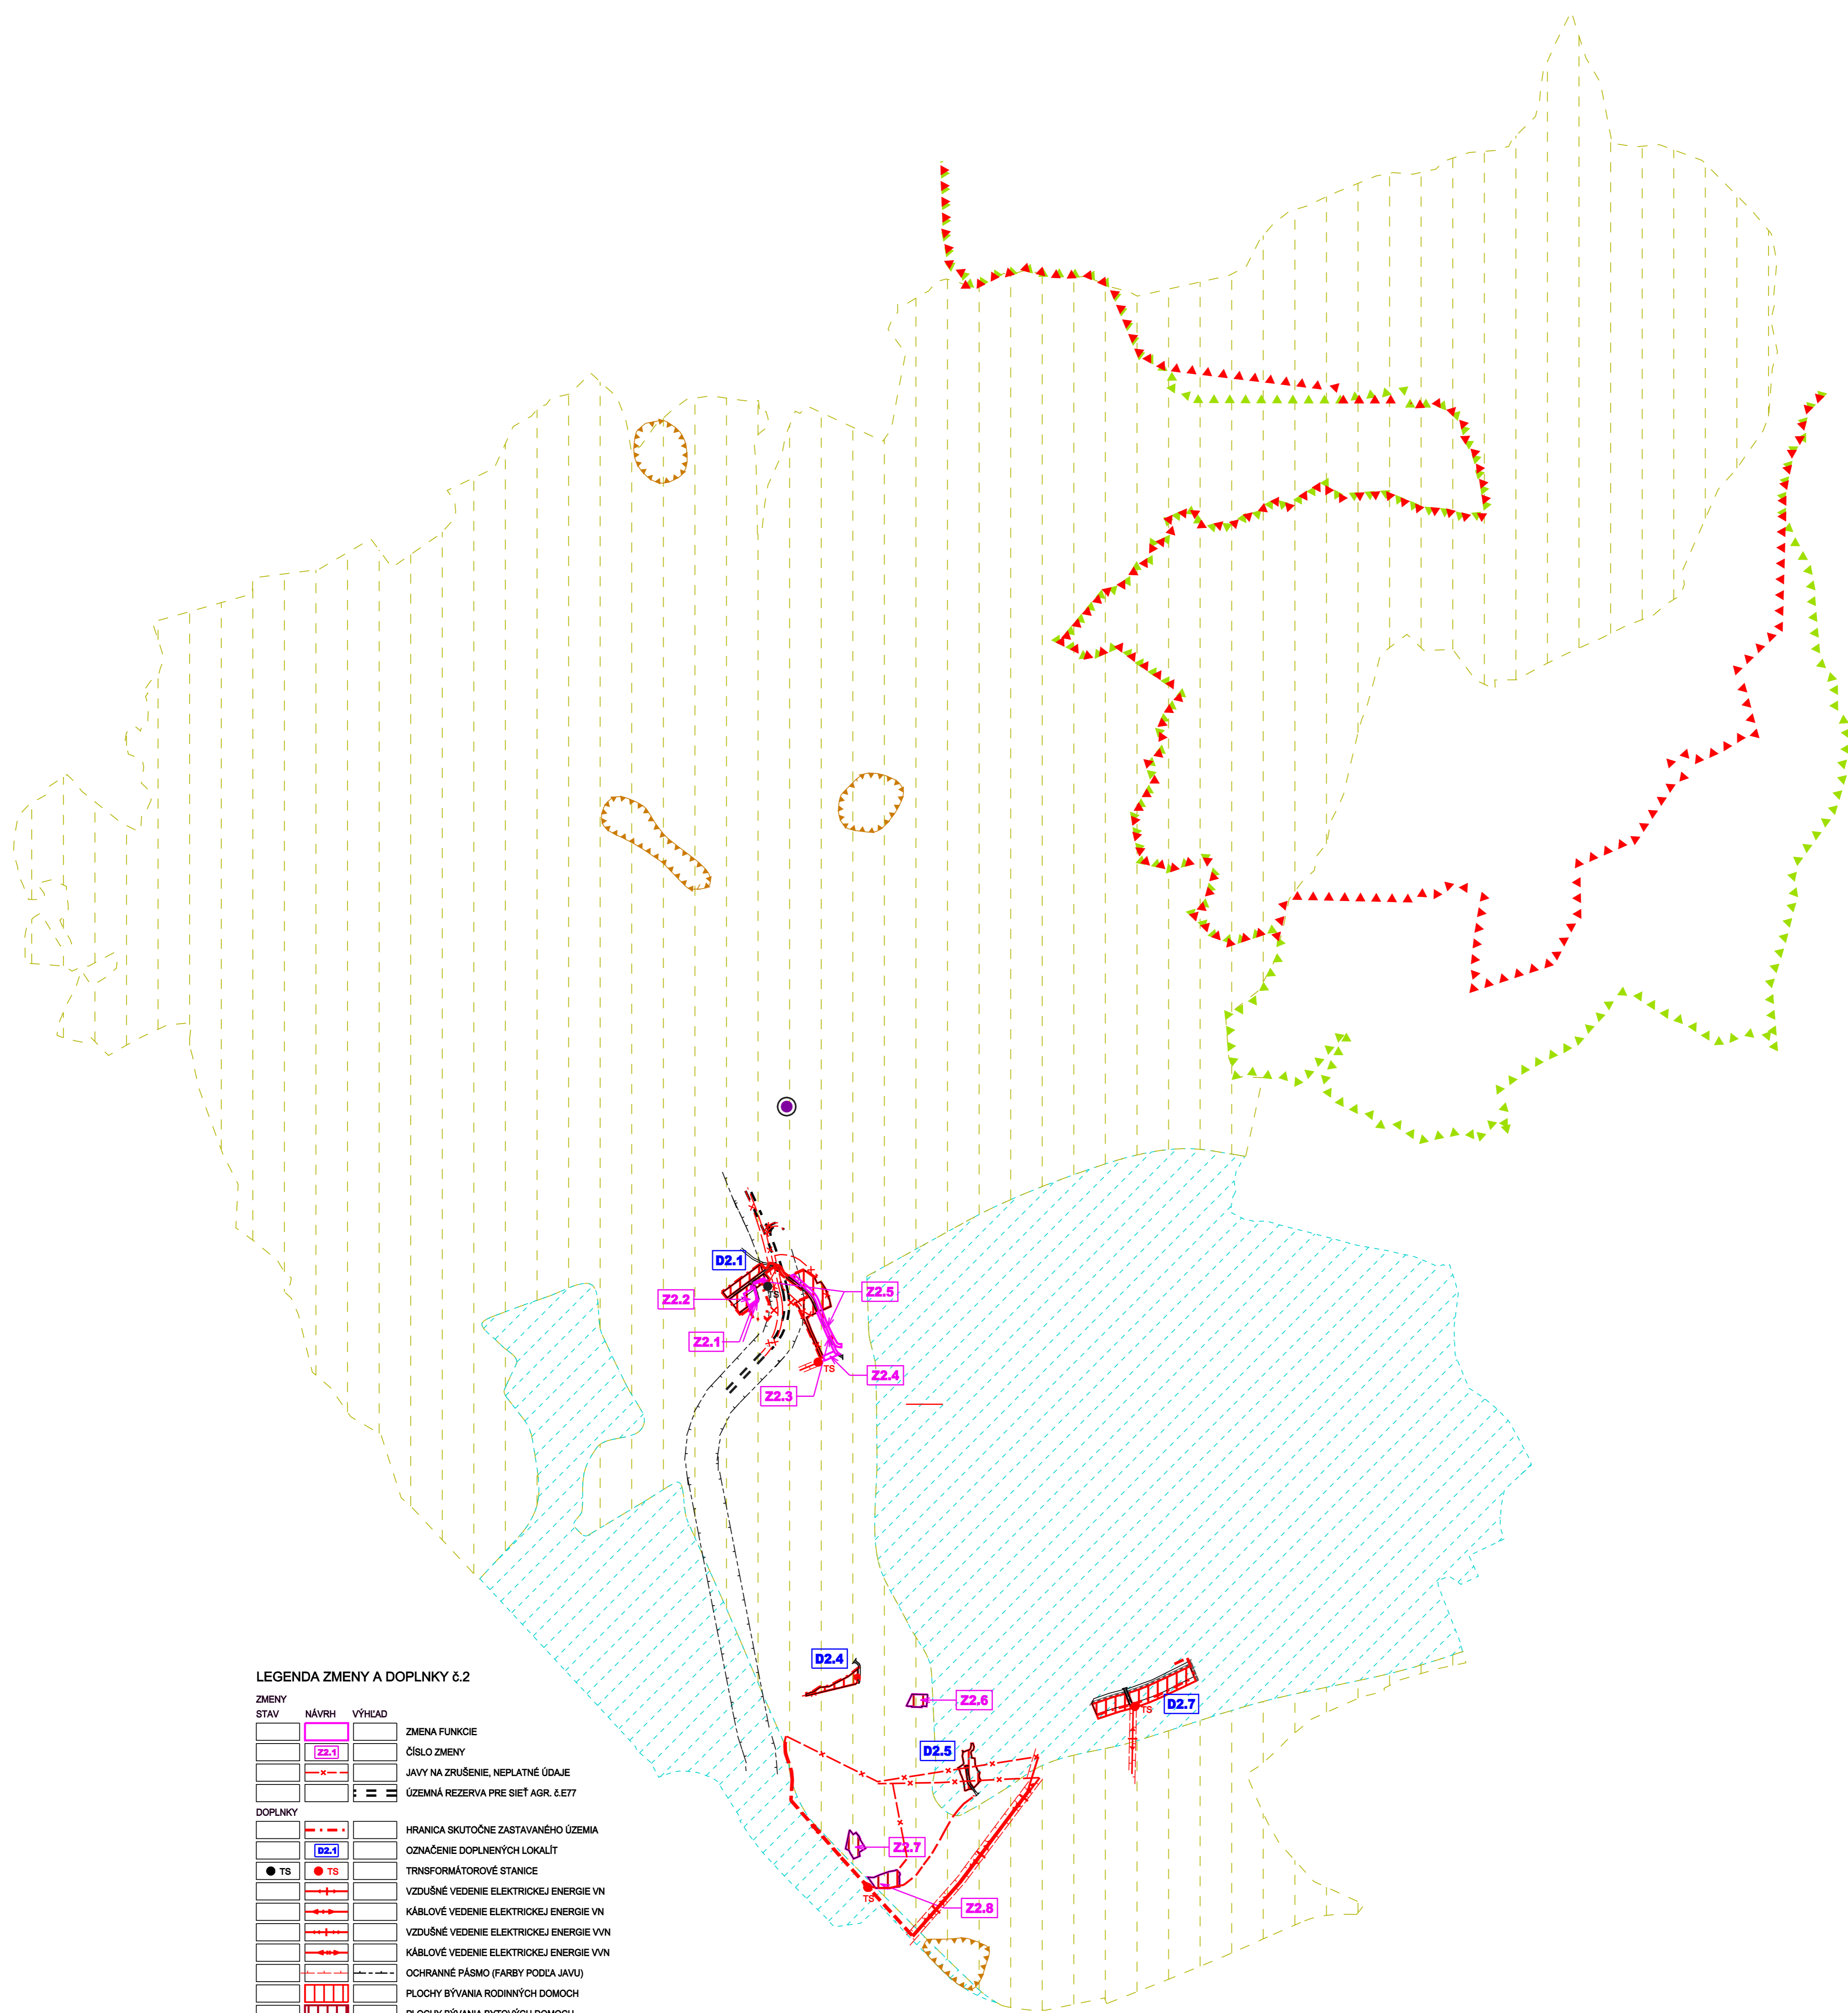 D2.1
Z2.2
TS
Z2.5
Z2.1
TS
Z2.4
Z2.3
D2.4
Z2.6
D2.7
TS
D2.5
Z2.7
TS
Z2.8
LEGENDA ZMENY A DOPLNKY č.2
ZMENY
STAV NÁVRH VÝHĽAD
ZMENA FUNKCIE
Z2.1 ČÍSLO ZMENY
JAVY NA ZRUŠENIE, NEPLATNÉ ÚDAJE
ÚZEMNÁ REZERVA PRE SIEŤ AGR. č.E77
DOPLNKY
HRANICA SKUTOČNE ZASTAVANÉHO ÚZEMIA
D2.1 OZNAČENIE DOPLNENÝCH LOKALÍT
TS TS TRNSFORMÁTOROVÉ STANICE
VZDUŠNÉ VEDENIE ELEKTRICKEJ ENERGIE VN
KÁBLOVÉ VEDENIE ELEKTRICKEJ ENERGIE VN
VZDUŠNÉ VEDENIE ELEKTRICKEJ ENERGIE VVN
KÁBLOVÉ VEDENIE ELEKTRICKEJ ENERGIE VVN
OCHRANNÉ PÁSMO (FARBY PODĽA JAVU)
PLOCHY BÝVANIA RODINNÝCH DOMOCH
PLOCHY BÝVANIA BYTOVÝCH DOMOCH